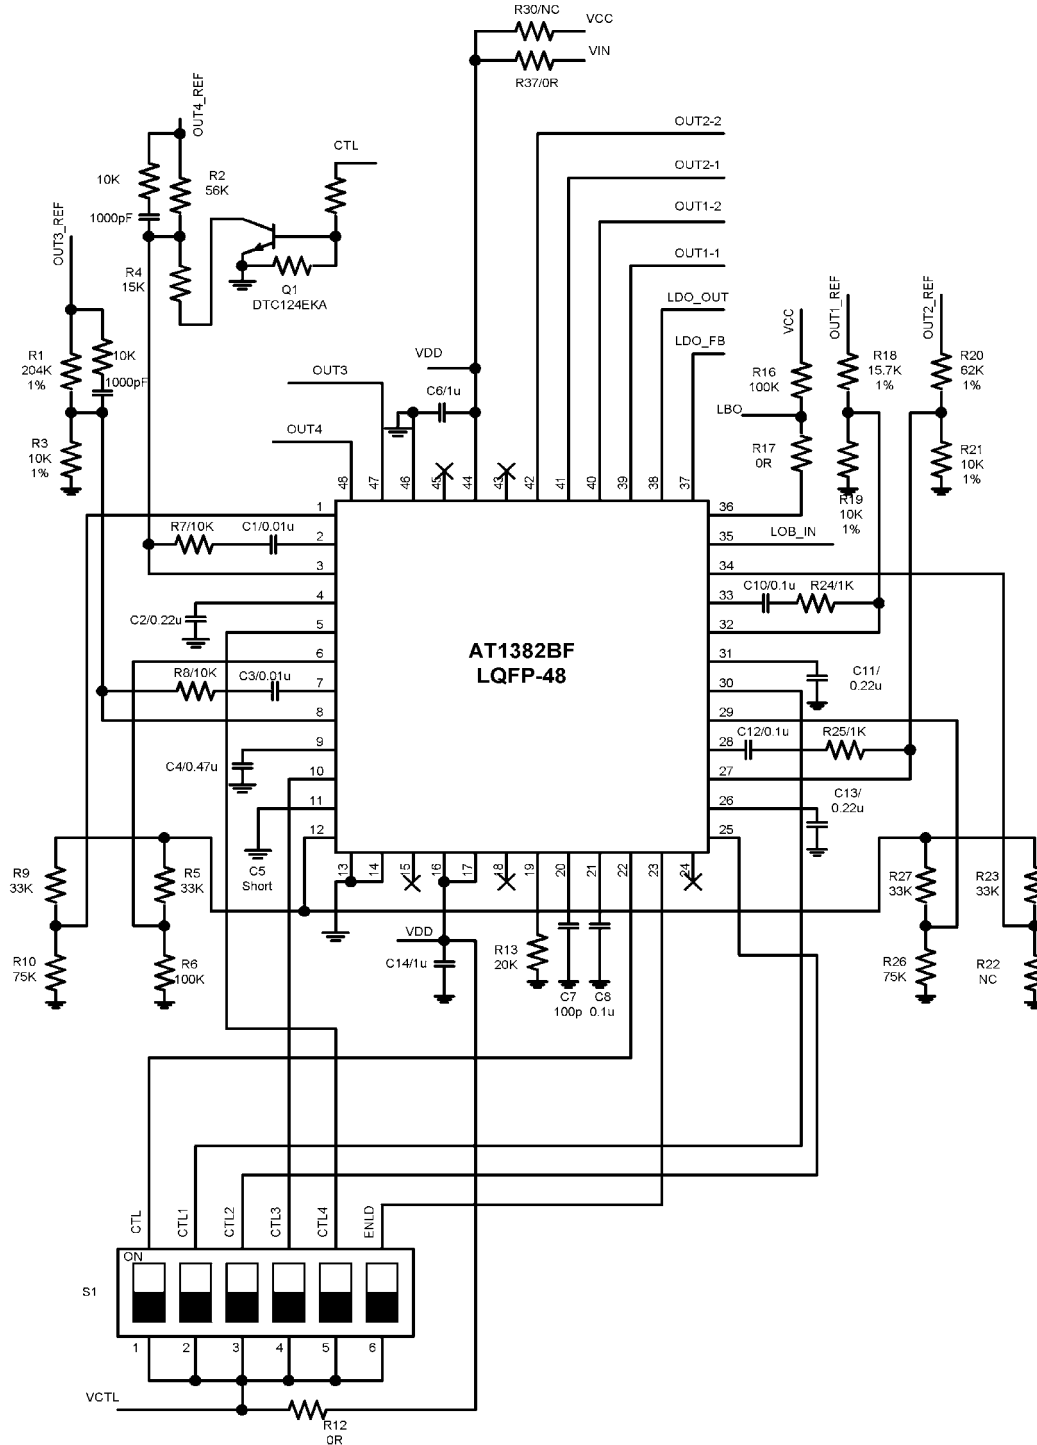 R30/NC
VCC
VIN
R37/0R
OUT4_REF
OUT2-2
CTL
OUT2-1
10K
R2
56K
OUT1-2
1000pF
OUT3_REF
OUT1-1
R4
15K
Q1
DTC124EKA
LDO_OUT
VCC
OUT1_REF
OUT2_REF
LDO_FB
VDD
R1
204K
1%
10K
1000pF
OUT3
C6/1u
R16
100K
R18
15.7K
1%
R20
62K
1%
LBO
OUT4
R3
10K
1%
R17
0R
R21
10K
1%
R19
10K
1%
48
47
46
45
44
43
42
41
40
39
38
37
1
36
R7/10K
C1/0.01u
2
35
LOB_IN
3
34
4
33
C10/0.1u
R24/1K
C2/0.22u
5
32
AT1382BF
LQFP-48
6
31
R8/10K
C3/0.01u
7
30
C11/
0.22u
8
29
9
28
C12/0.1u
R25/1K
C4/0.47u
10
27
C13/
0.22u
11
26
12
25
C5
Short
13
14
15
16
17
18
19
20
21
22
23
24
R9
33K
R5
33K
R27
33K
R23
33K
VDD
R10
75K
R6
100K
C14/1u
R13
20K
C7
100p
C8
0.1u
R26
75K
R22
NC
CTL
CTL1
CTL2
CTL3
CTL4
ENLD
ON
S1
1
2
3
4
5
6
VCTL
R12
0R